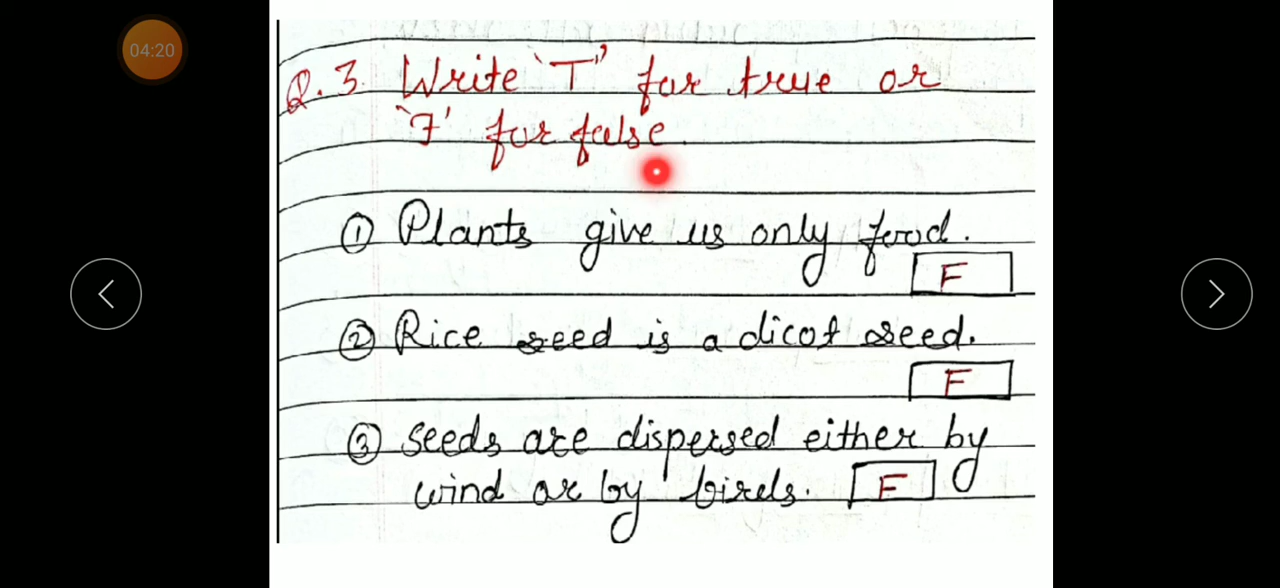 04:20
Q.3. Write 'T" for true or
'F' for false.
① Plants give us only food.
F
② Rice seed is a dicot seed.
F
③ Seeds are dispersed either by
wind or by birds. F